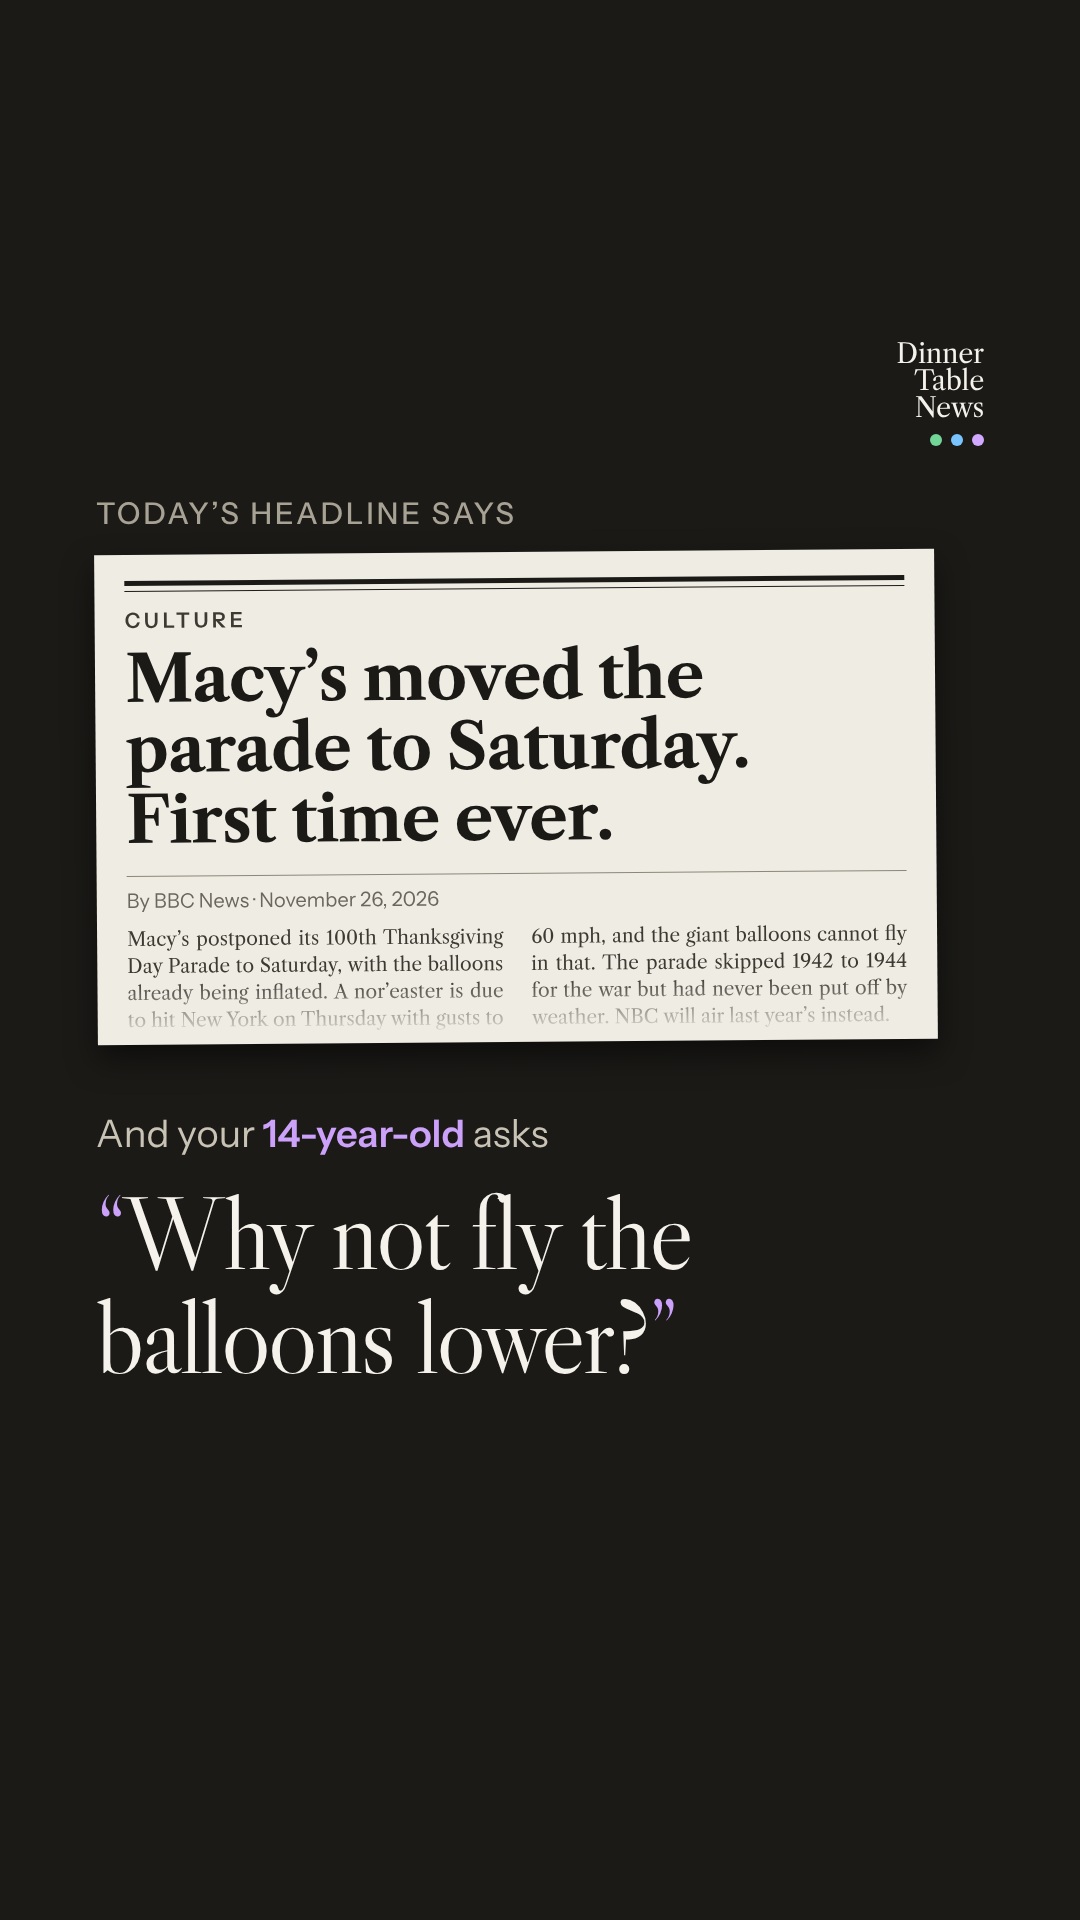 Dinner
Table
News
TODAY’S HEADLINE SAYS
CULTURE
Macy’s moved the
parade to Saturday.
First time ever.
By BBC News · November 26, 2026
Macy’s postponed its 100th Thanksgiving
Day Parade to Saturday, with the balloons
already being inflated. A nor’easter is due
to hit New York on Thursday with gusts to
60 mph, and the giant balloons cannot fly
in that. The parade skipped 1942 to 1944
for the war but had never been put off by
weather. NBC will air last year’s instead.
And your 14-year-old asks
“Why not fly the
balloons lower?”